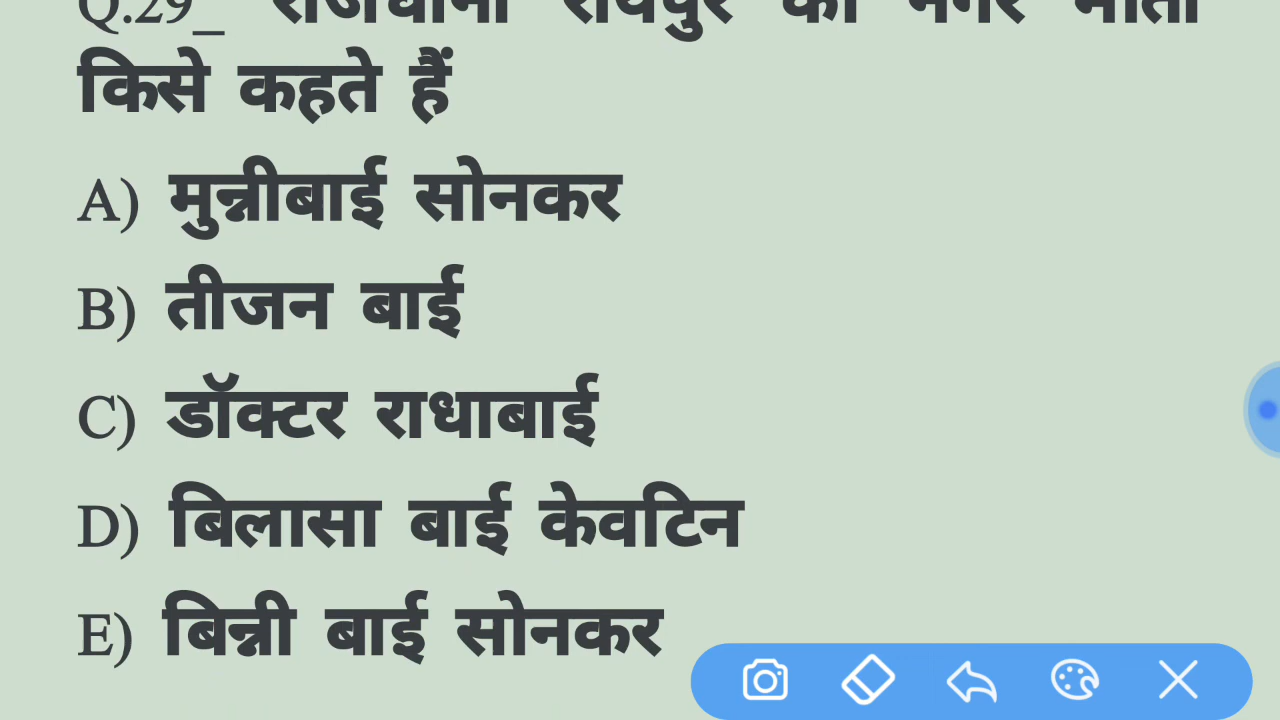 Q.29_ राजधानी रायपुर की नगर माता
किसे कहते हैं
A) मुन्नीबाई सोनकर
B) तीजन बाई
C) डॉक्टर राधाबाई
D) बिलासा बाई केवटिन
E) बिन्नी बाई सोनकर